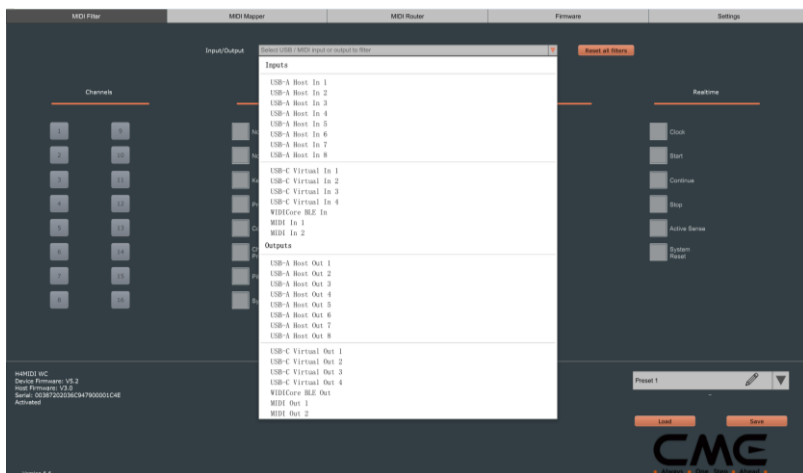 MIDI Filter
MIDI Mapper
MIDI Router
Firmware
Settings
Input/Output
Select USB / MIDI input or output to filter
Reset all filters
Inputs
USB-A Host In 1
USB-A Host In 2
USB-A Host In 3
USB-A Host In 4
USB-A Host In 5
USB-A Host In 6
USB-A Host In 7
USB-A Host In 8
USB-C Virtual In 1
USB-C Virtual In 2
USB-C Virtual In 3
USB-C Virtual In 4
WIDICore BLE In
MIDI In 1
MIDI In 2
Outputs
USB-A Host Out 1
USB-A Host Out 2
USB-A Host Out 3
USB-A Host Out 4
USB-A Host Out 5
USB-A Host Out 6
USB-A Host Out 7
USB-A Host Out 8
USB-C Virtual Out 1
USB-C Virtual Out 2
USB-C Virtual Out 3
USB-C Virtual Out 4
WIDICore BLE Out
MIDI Out 1
MIDI Out 2
Channels
1 9
2 10
3 11
4 12
5 13
6 14
7 15
8 16
Realtime
Clock
Start
Continue
Stop
Active Sense
System
Reset
H4MIDI WC
Device Firmware: V5.2
Host Firmware: V3.0
Serial: 00387202036C947900001C4E
Activated
Preset 1
Load
Save
CME